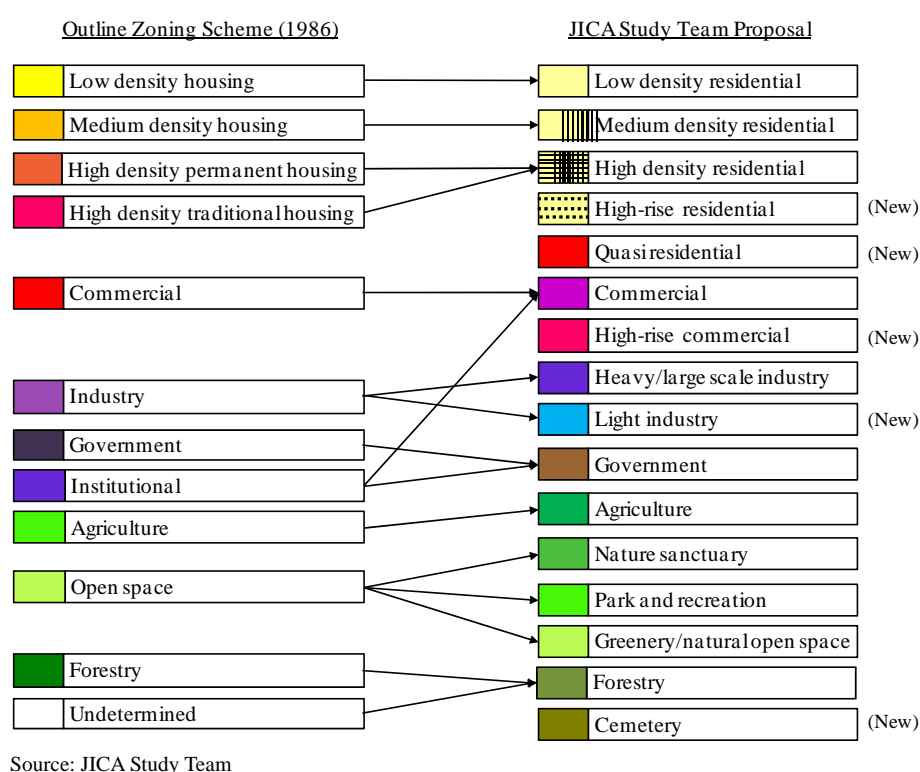 Outline Zoning Scheme (1986)
JICA Study Team Proposal
Low density housing
Low density residential
Medium density housing
Medium density residential
High density permanent housing
High density residential
High density traditional housing
High-rise residential
(New)
Quasi residential
(New)
Commercial
Commercial
High-rise commercial
(New)
Heavy/large scale industry
Industry
Light industry
(New)
Government
Government
Institutional
Agriculture
Agriculture
Nature sanctuary
Open space
Park and recreation
Greenery/natural open space
Forestry
Forestry
Undetermined
Cemetery
(New)
Source: JICA Study Team